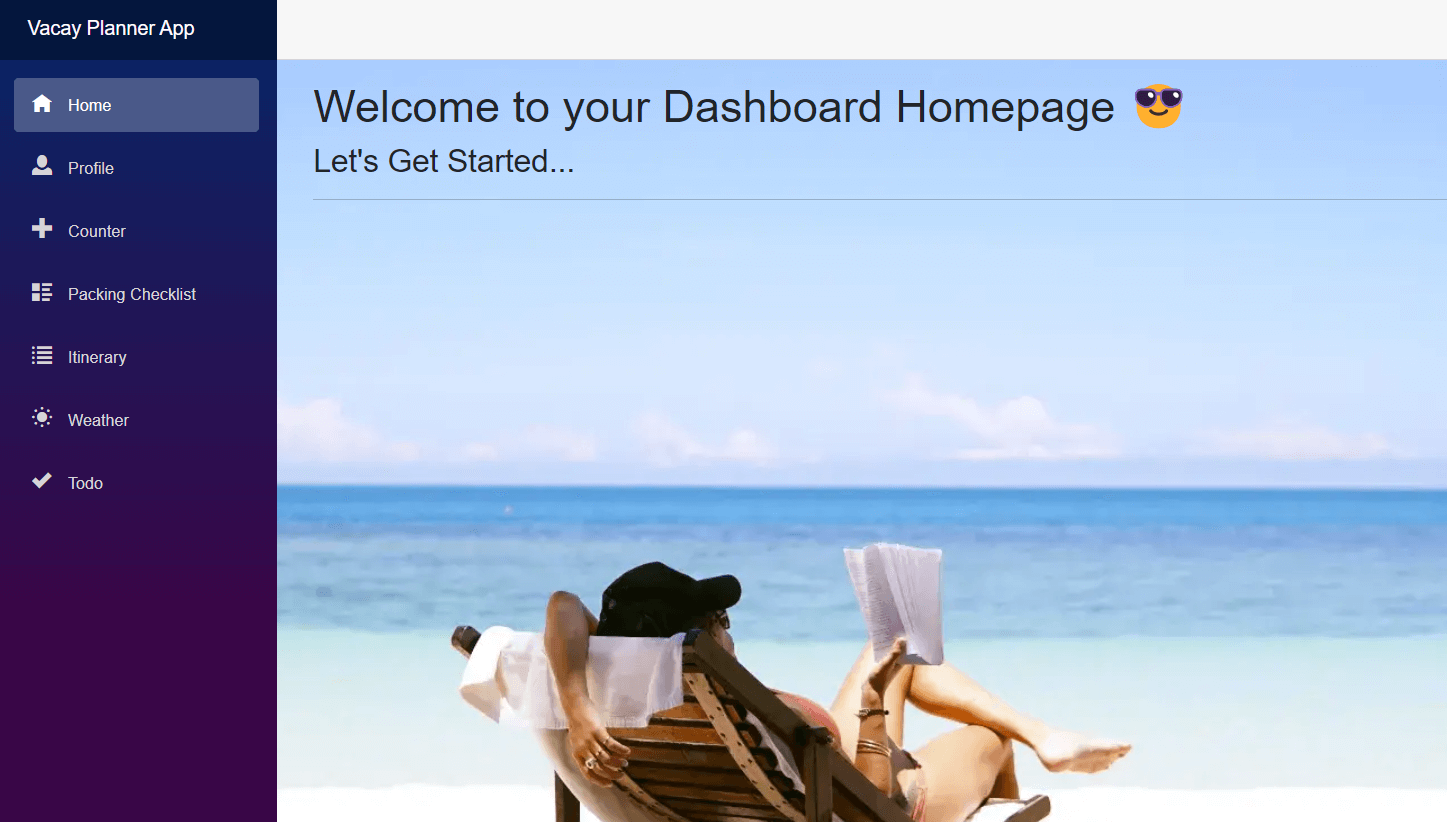 Vacay Planner App
Home
Profile
Counter
Packing Checklist
Itinerary
Weather
Todo
Welcome to your Dashboard Homepage 😎
Let's Get Started...